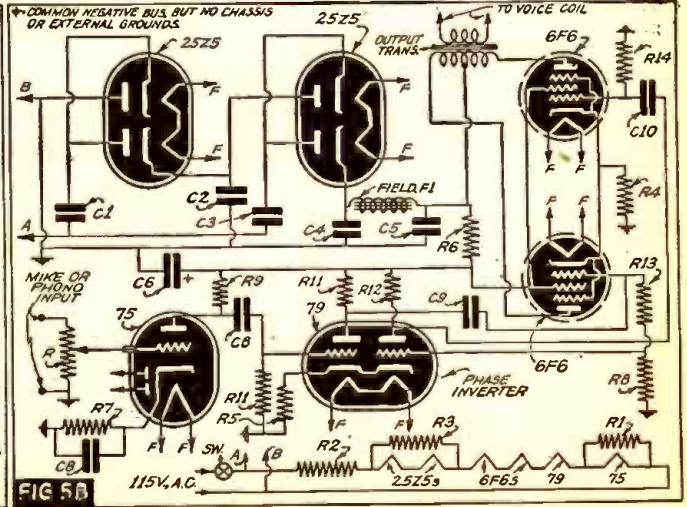 COMMON NEGATIVE BUS, BUT NO CHASSIS
OR EXTERNAL GROUNDS.
25Z5
25Z5
OUTPUT
TRANS.
TO VOICE COIL
6F6
R14
B
F
F
F
F
C10
C1
C2
C3
FIELD, F1
F
F
R4
A
C4
C5
R6
F
F
MIKE OR
PHONO
INPUT
C6
+
R9
R11
R12
C9
R13
75
C8
79
6F6
R
R11
R5
PHASE
INVERTER
R8
R7
C8
F
F
F
F
SW.
A
B
R2
R3
R1
115V., A.C.
25Z5s
6F6s
79
75
FIG 5B